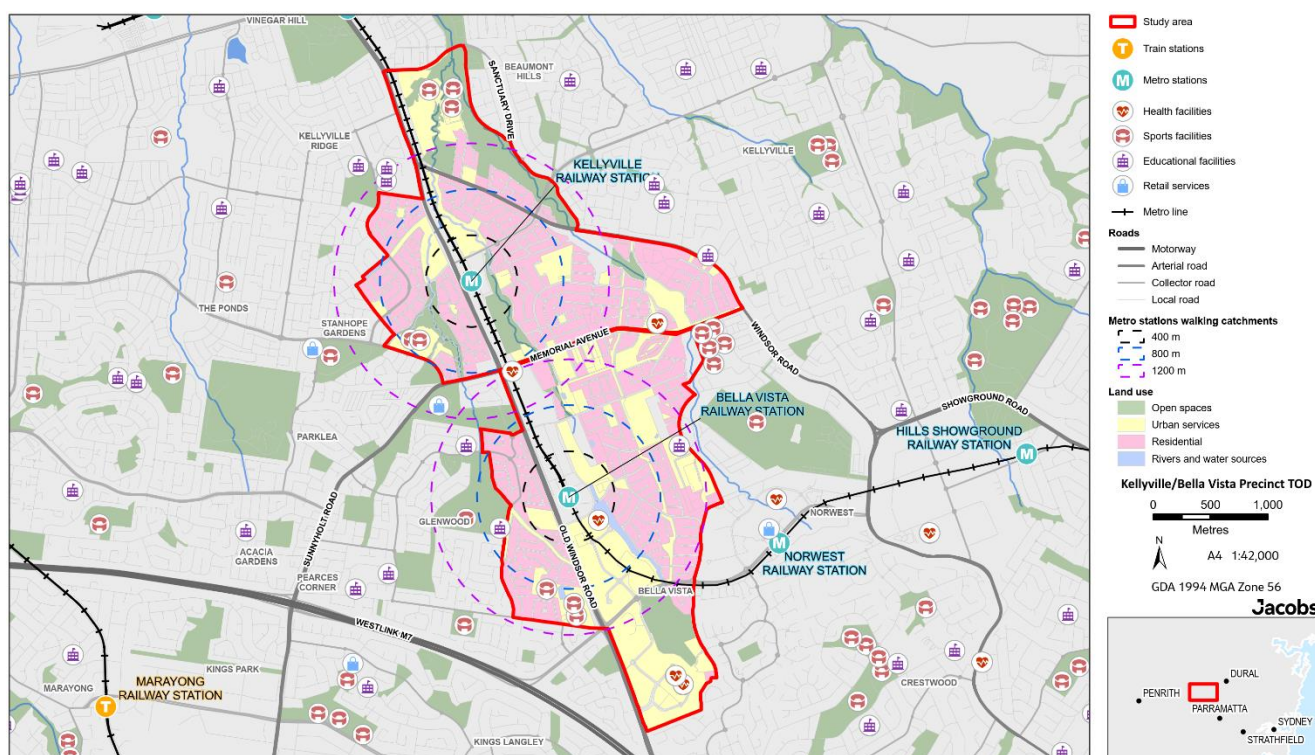 VINEGAR HILL
BEAUMONT
HILLS
SANCTUARY DRIVE
KELLYVILLE
RIDGE
KELLYVILLE
KELLYVILLE
RAILWAY STATION
THE PONDS
STANHOPE
GARDENS
MEMORIAL AVENUE
WINDSOR ROAD
BELLA VISTA
RAILWAY STATION
SHOWGROUND ROAD
HILLS SHOWGROUND
RAILWAY STATION
PARKLEA
SUNNYHOLT ROAD
GLENWOOD
NORWEST
ACACIA
GARDENS
OLD WINDSOR ROAD
NORWEST
RAILWAY STATION
PEARCES
CORNER
BELLA VISTA
WESTLINK M7
KINGS PARK
MARAYONG
MARAYONG
RAILWAY STATION
CRESTWOOD
KINGS LANGLEY
M
M
M
M
T
Study area
T Train stations
M Metro stations
Health facilities
Sports facilities
Educational facilities
Retail services
Metro line
Roads
Motorway
Arterial road
Collector road
Local road
Metro stations walking catchments
400 m
800 m
1200 m
Land use
Open spaces
Urban services
Residential
Rivers and water sources
Kellyville/Bella Vista Precinct TOD
0 500 1,000
Metres
N
A4 1:42,000
GDA 1994 MGA Zone 56
Jacobs
DURAL
PENRITH
PARRAMATTA
SYDNEY
STRATHFIELD